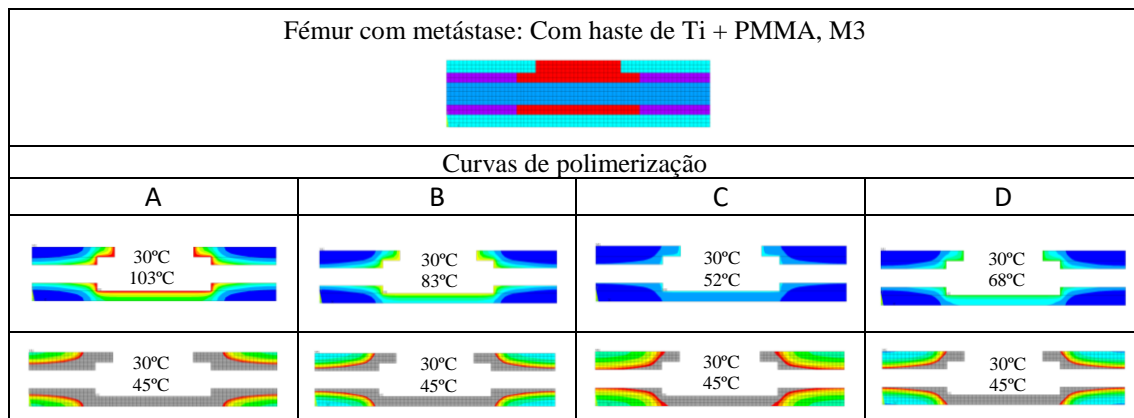 Fémur com metástase: Com haste de Ti + PMMA, M3
Curvas de polimerização
A B C D
30ºC 30ºC 30ºC 30ºC
103ºC 83ºC 52ºC 68ºC
30ºC 30ºC 30ºC 30ºC
45ºC 45ºC 45ºC 45ºC